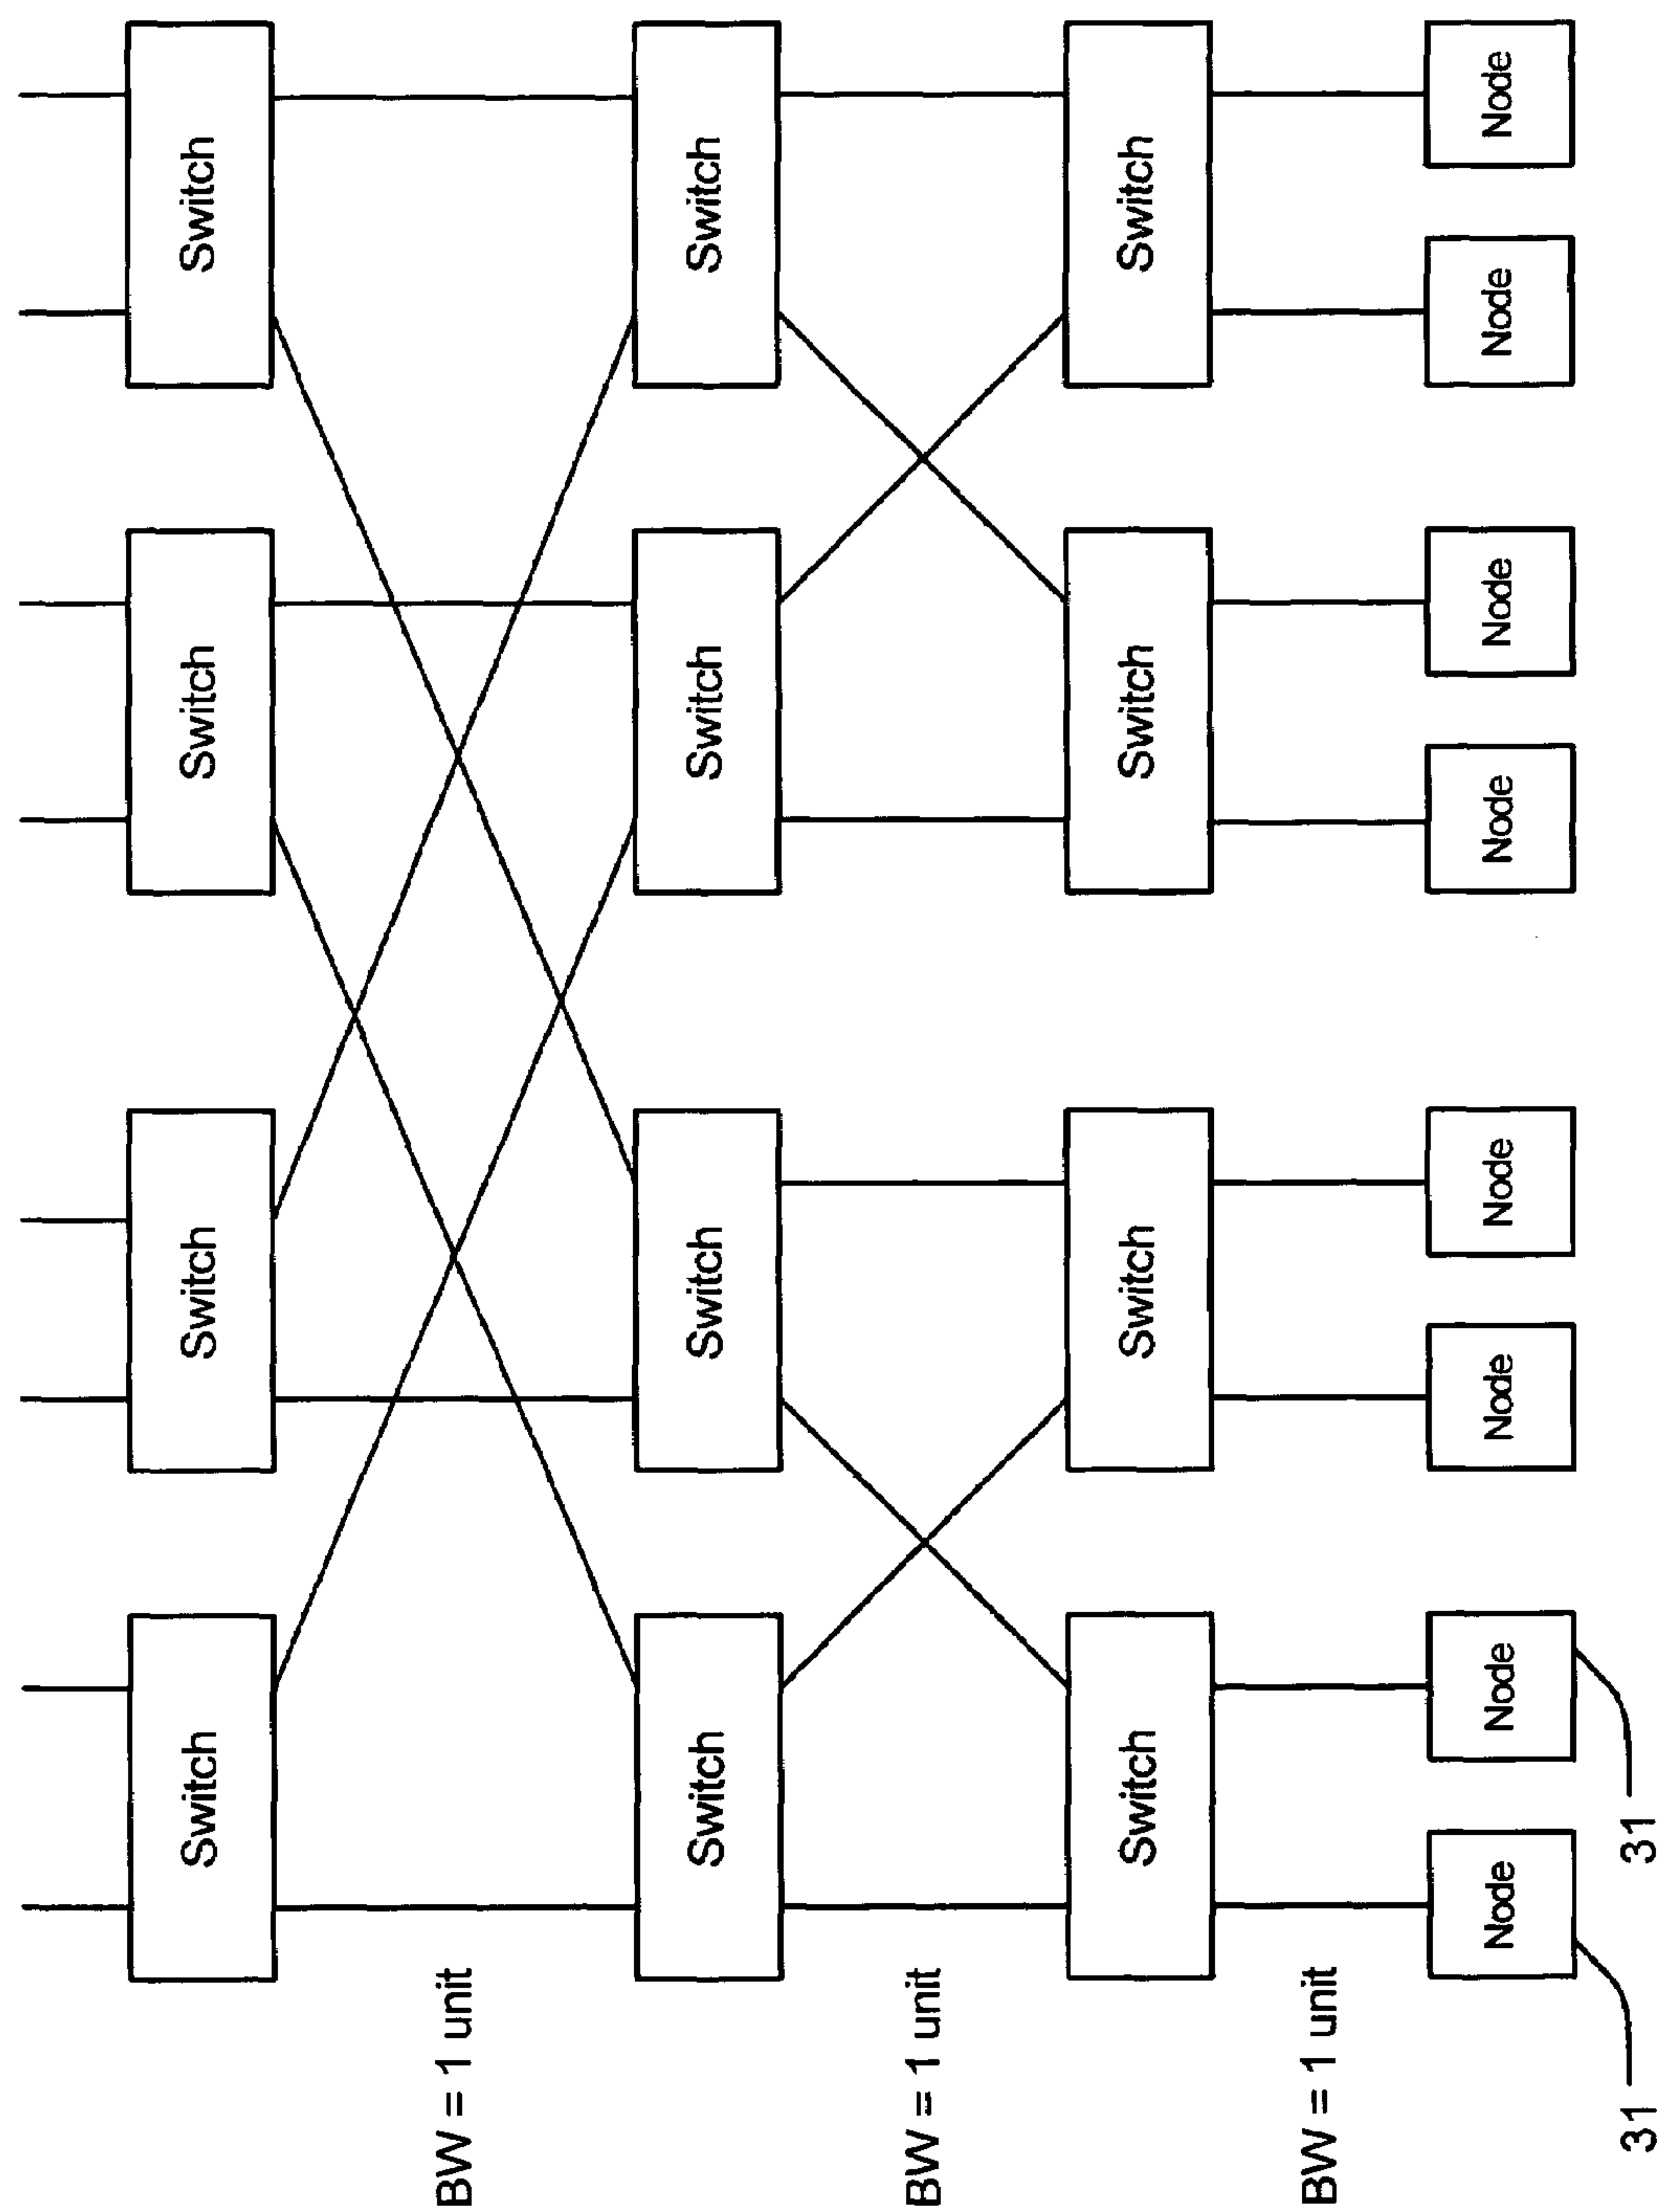 Switch Switch Switch Switch
BW = 1 unit
Switch Switch Switch Switch
BW = 1 unit
Switch Switch Switch Switch
BW = 1 unit
Node Node Node Node Node Node Node Node
31 31